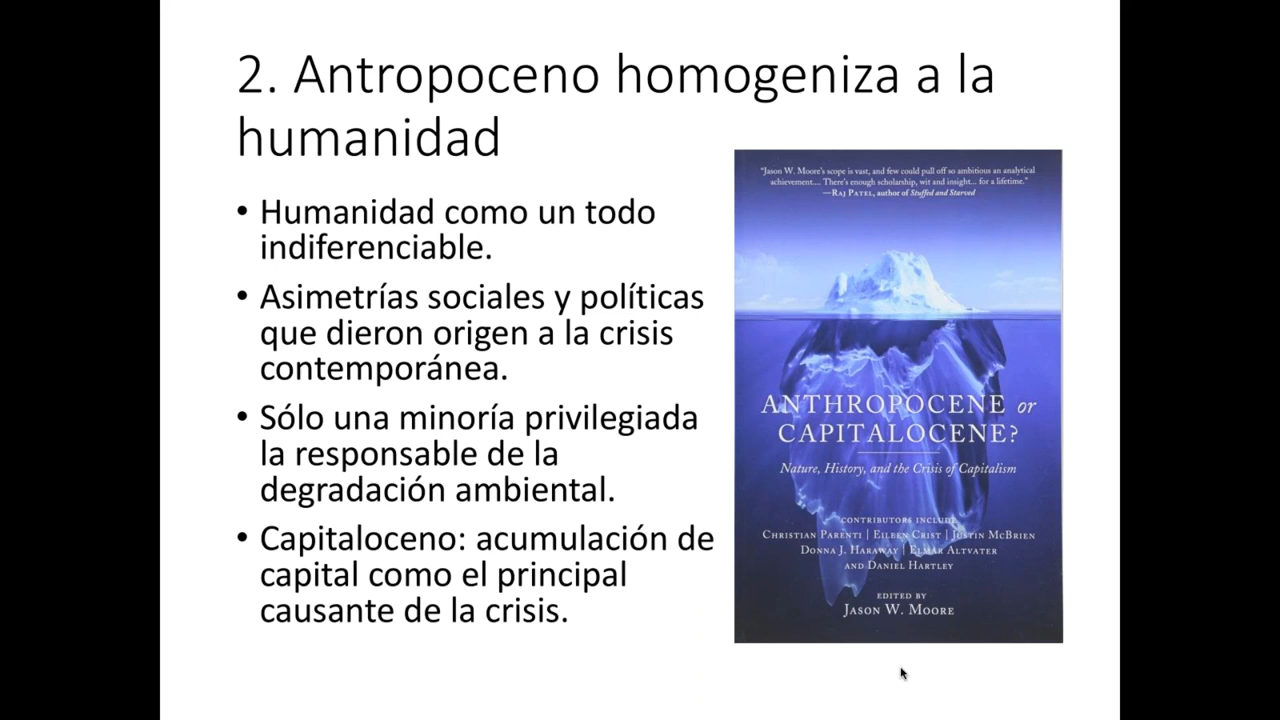 2. Antropoceno homogeniza a la
humanidad
• Humanidad como un todo
indiferenciable.
• Asimetrías sociales y políticas
que dieron origen a la crisis
contemporánea.
• Sólo una minoría privilegiada
la responsable de la
degradación ambiental.
• Capitaloceno: acumulación de
capital como el principal
causante de la crisis.
"Jason W. Moore's scope is vast, and few could pull off so ambitious an analytical
achievement.... There's enough scholarship, wit and insight... for a lifetime."
—Raj Patel, author of Stuffed and Starved
ANTHROPOCENE or
CAPITALOCENE?
Nature, History, and the Crisis of Capitalism
CONTRIBUTORS INCLUDE
Christian Parenti | Eileen Crist | Justin McBrien
Donna J. Haraway | Elmar Altvater
and Daniel Hartley
EDITED BY
Jason W. Moore